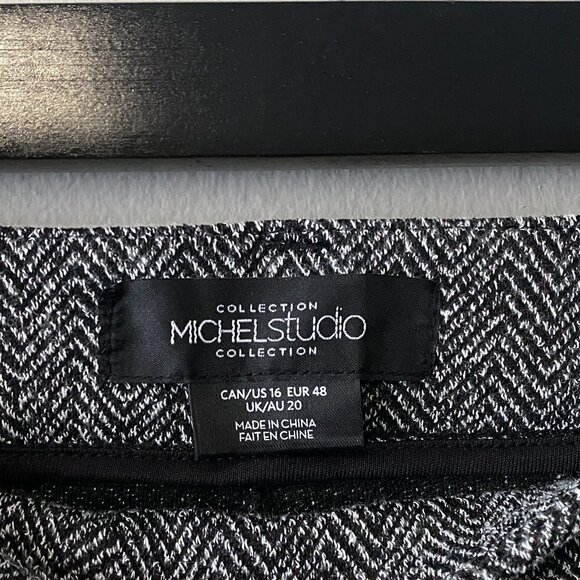 COLLECTION
MICHELstudio
COLLECTION
CAN/US 16 EUR 48
UK/AU 20
MADE IN CHINA
FAIT EN CHINE